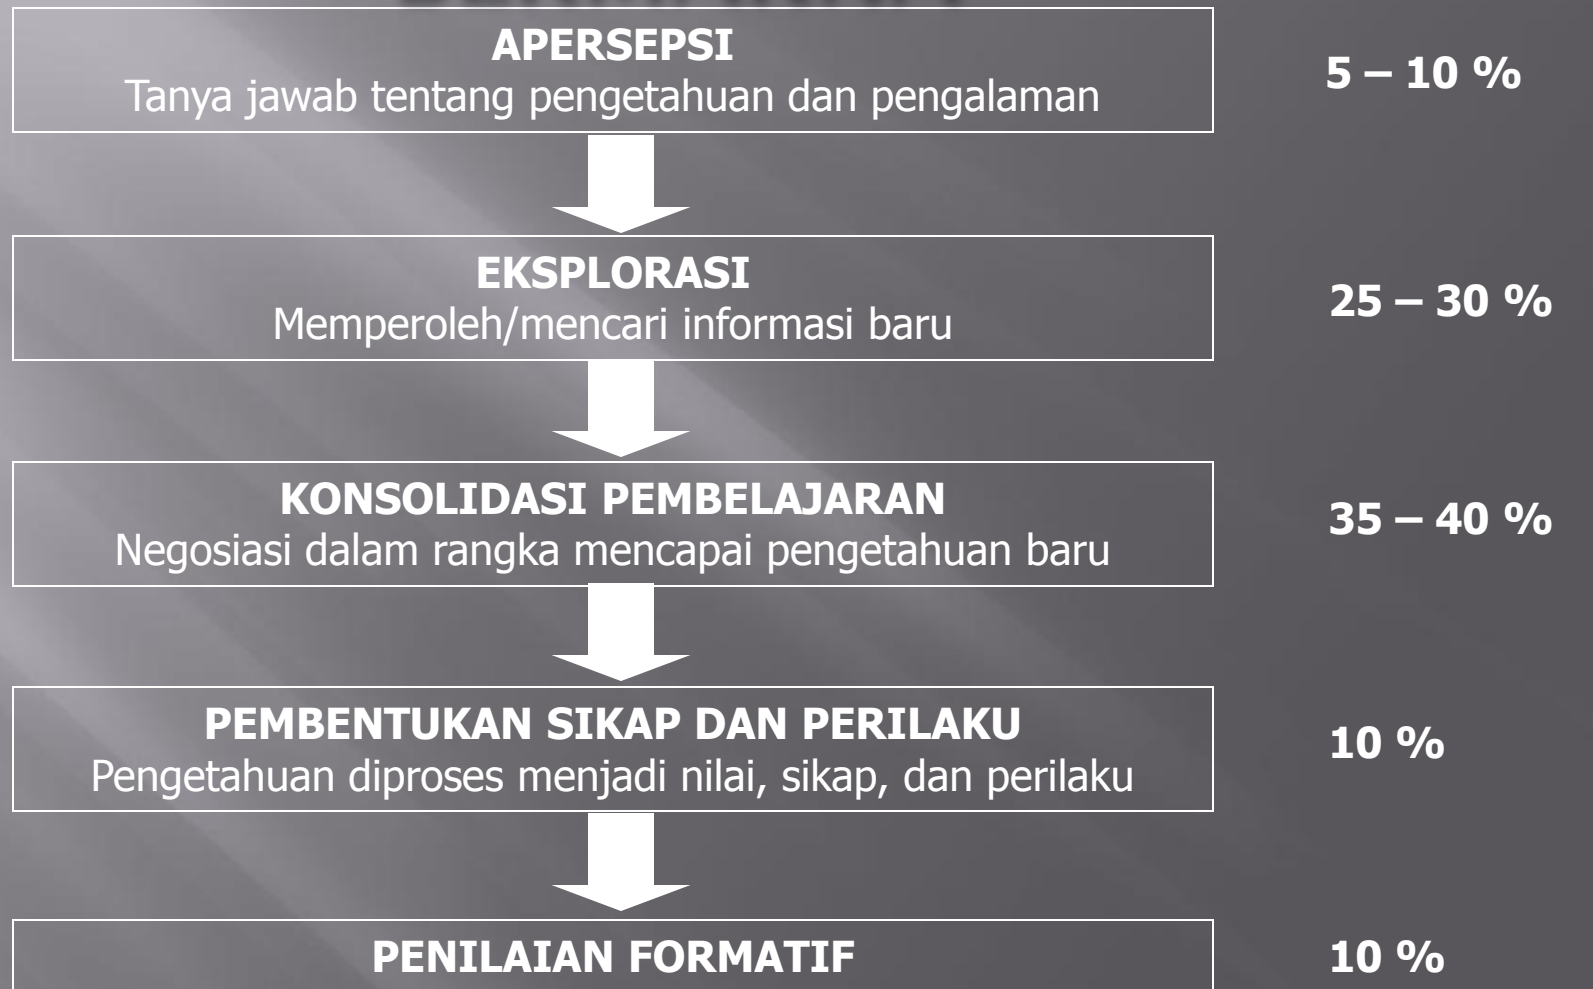 APERSEPSI
Tanya jawab tentang pengetahuan dan pengalaman
5 – 10 %
EKSPLORASI
Memperoleh/mencari informasi baru
25 – 30 %
KONSOLIDASI PEMBELAJARAN
Negosiasi dalam rangka mencapai pengetahuan baru
35 – 40 %
PEMBENTUKAN SIKAP DAN PERILAKU
Pengetahuan diproses menjadi nilai, sikap, dan perilaku
10 %
PENILAIAN FORMATIF
10 %